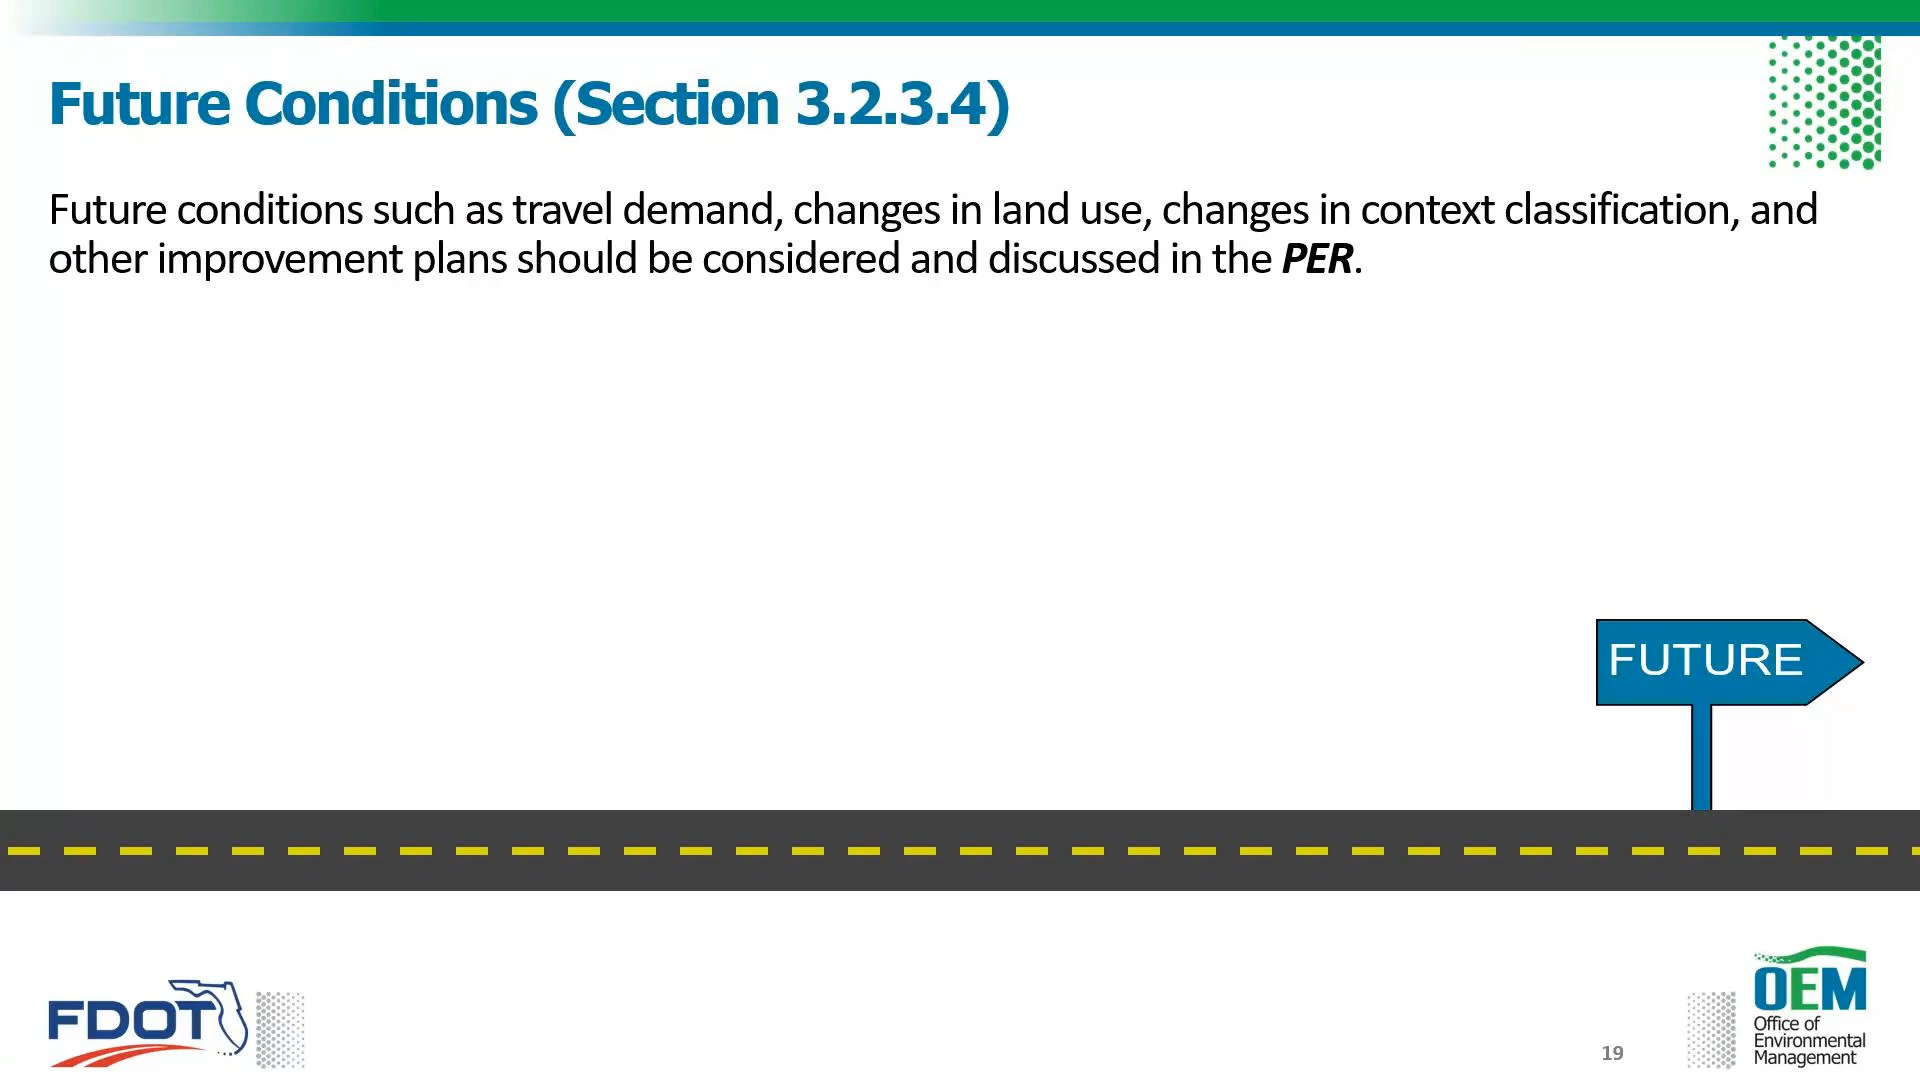 Future Conditions (Section 3.2.3.4)
Future conditions such as travel demand, changes in land use, changes in context classification, and
other improvement plans should be considered and discussed in the PER.
FUTURE
FDOT
19
OEM
Office of
Environmental
Management